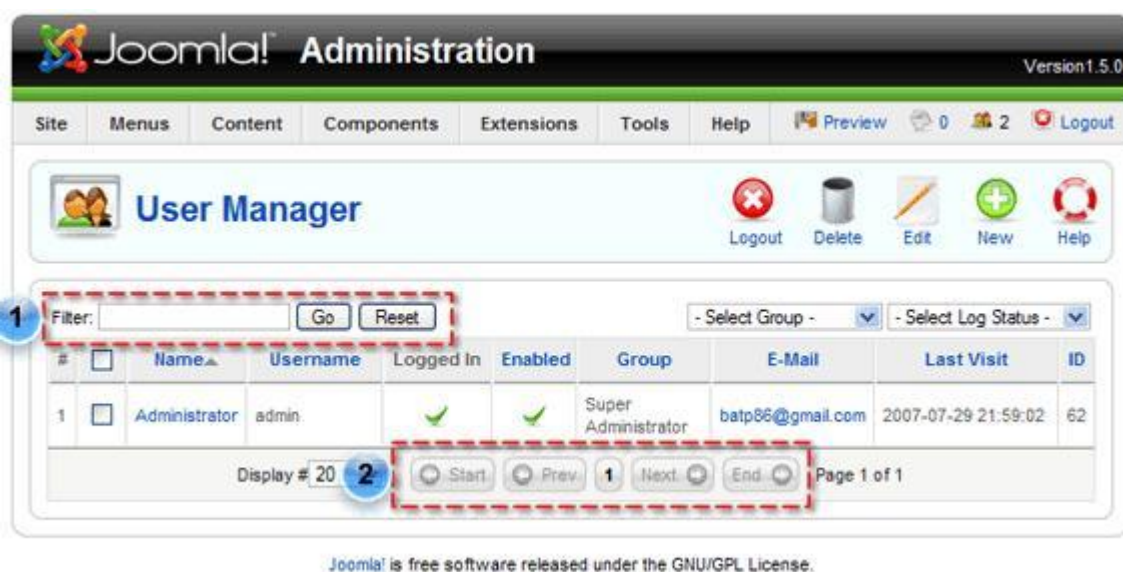 Joomla! Administration
Version1.5.0
Site Menus Content Components Extensions Tools Help Preview 0 2 Logout
User Manager
Logout Delete Edit New Help
1 Filter: Go Reset - Select Group - - Select Log Status -
# Name Username Logged In Enabled Group E-Mail Last Visit ID
1 Administrator admin Super Administrator batp86@gmail.com 2007-07-29 21:59:02 62
Display # 20 2 Start Prev 1 Next End Page 1 of 1
Joomla! is free software released under the GNU/GPL License.